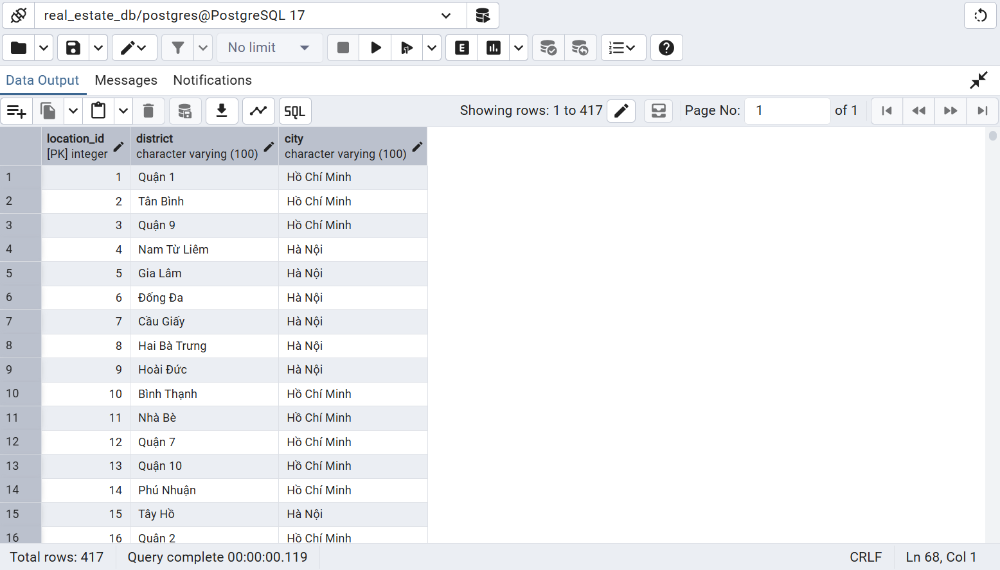 real_estate_db/postgres@PostgreSQL 17
No limit
Data Output Messages Notifications
SQL Showing rows: 1 to 417 Page No: 1 of 1
location_id district city
[PK] integer character varying (100) character varying (100)
1 1 Quận 1 Hồ Chí Minh
2 2 Tân Bình Hồ Chí Minh
3 3 Quận 9 Hồ Chí Minh
4 4 Nam Từ Liêm Hà Nội
5 5 Gia Lâm Hà Nội
6 6 Đống Đa Hà Nội
7 7 Cầu Giấy Hà Nội
8 8 Hai Bà Trưng Hà Nội
9 9 Hoài Đức Hà Nội
10 10 Bình Thạnh Hồ Chí Minh
11 11 Nhà Bè Hồ Chí Minh
12 12 Quận 7 Hồ Chí Minh
13 13 Quận 10 Hồ Chí Minh
14 14 Phú Nhuận Hồ Chí Minh
15 15 Tây Hồ Hà Nội
16 16 Quận 2 Hồ Chí Minh
Total rows: 417 Query complete 00:00:00.119 CRLF Ln 68, Col 1